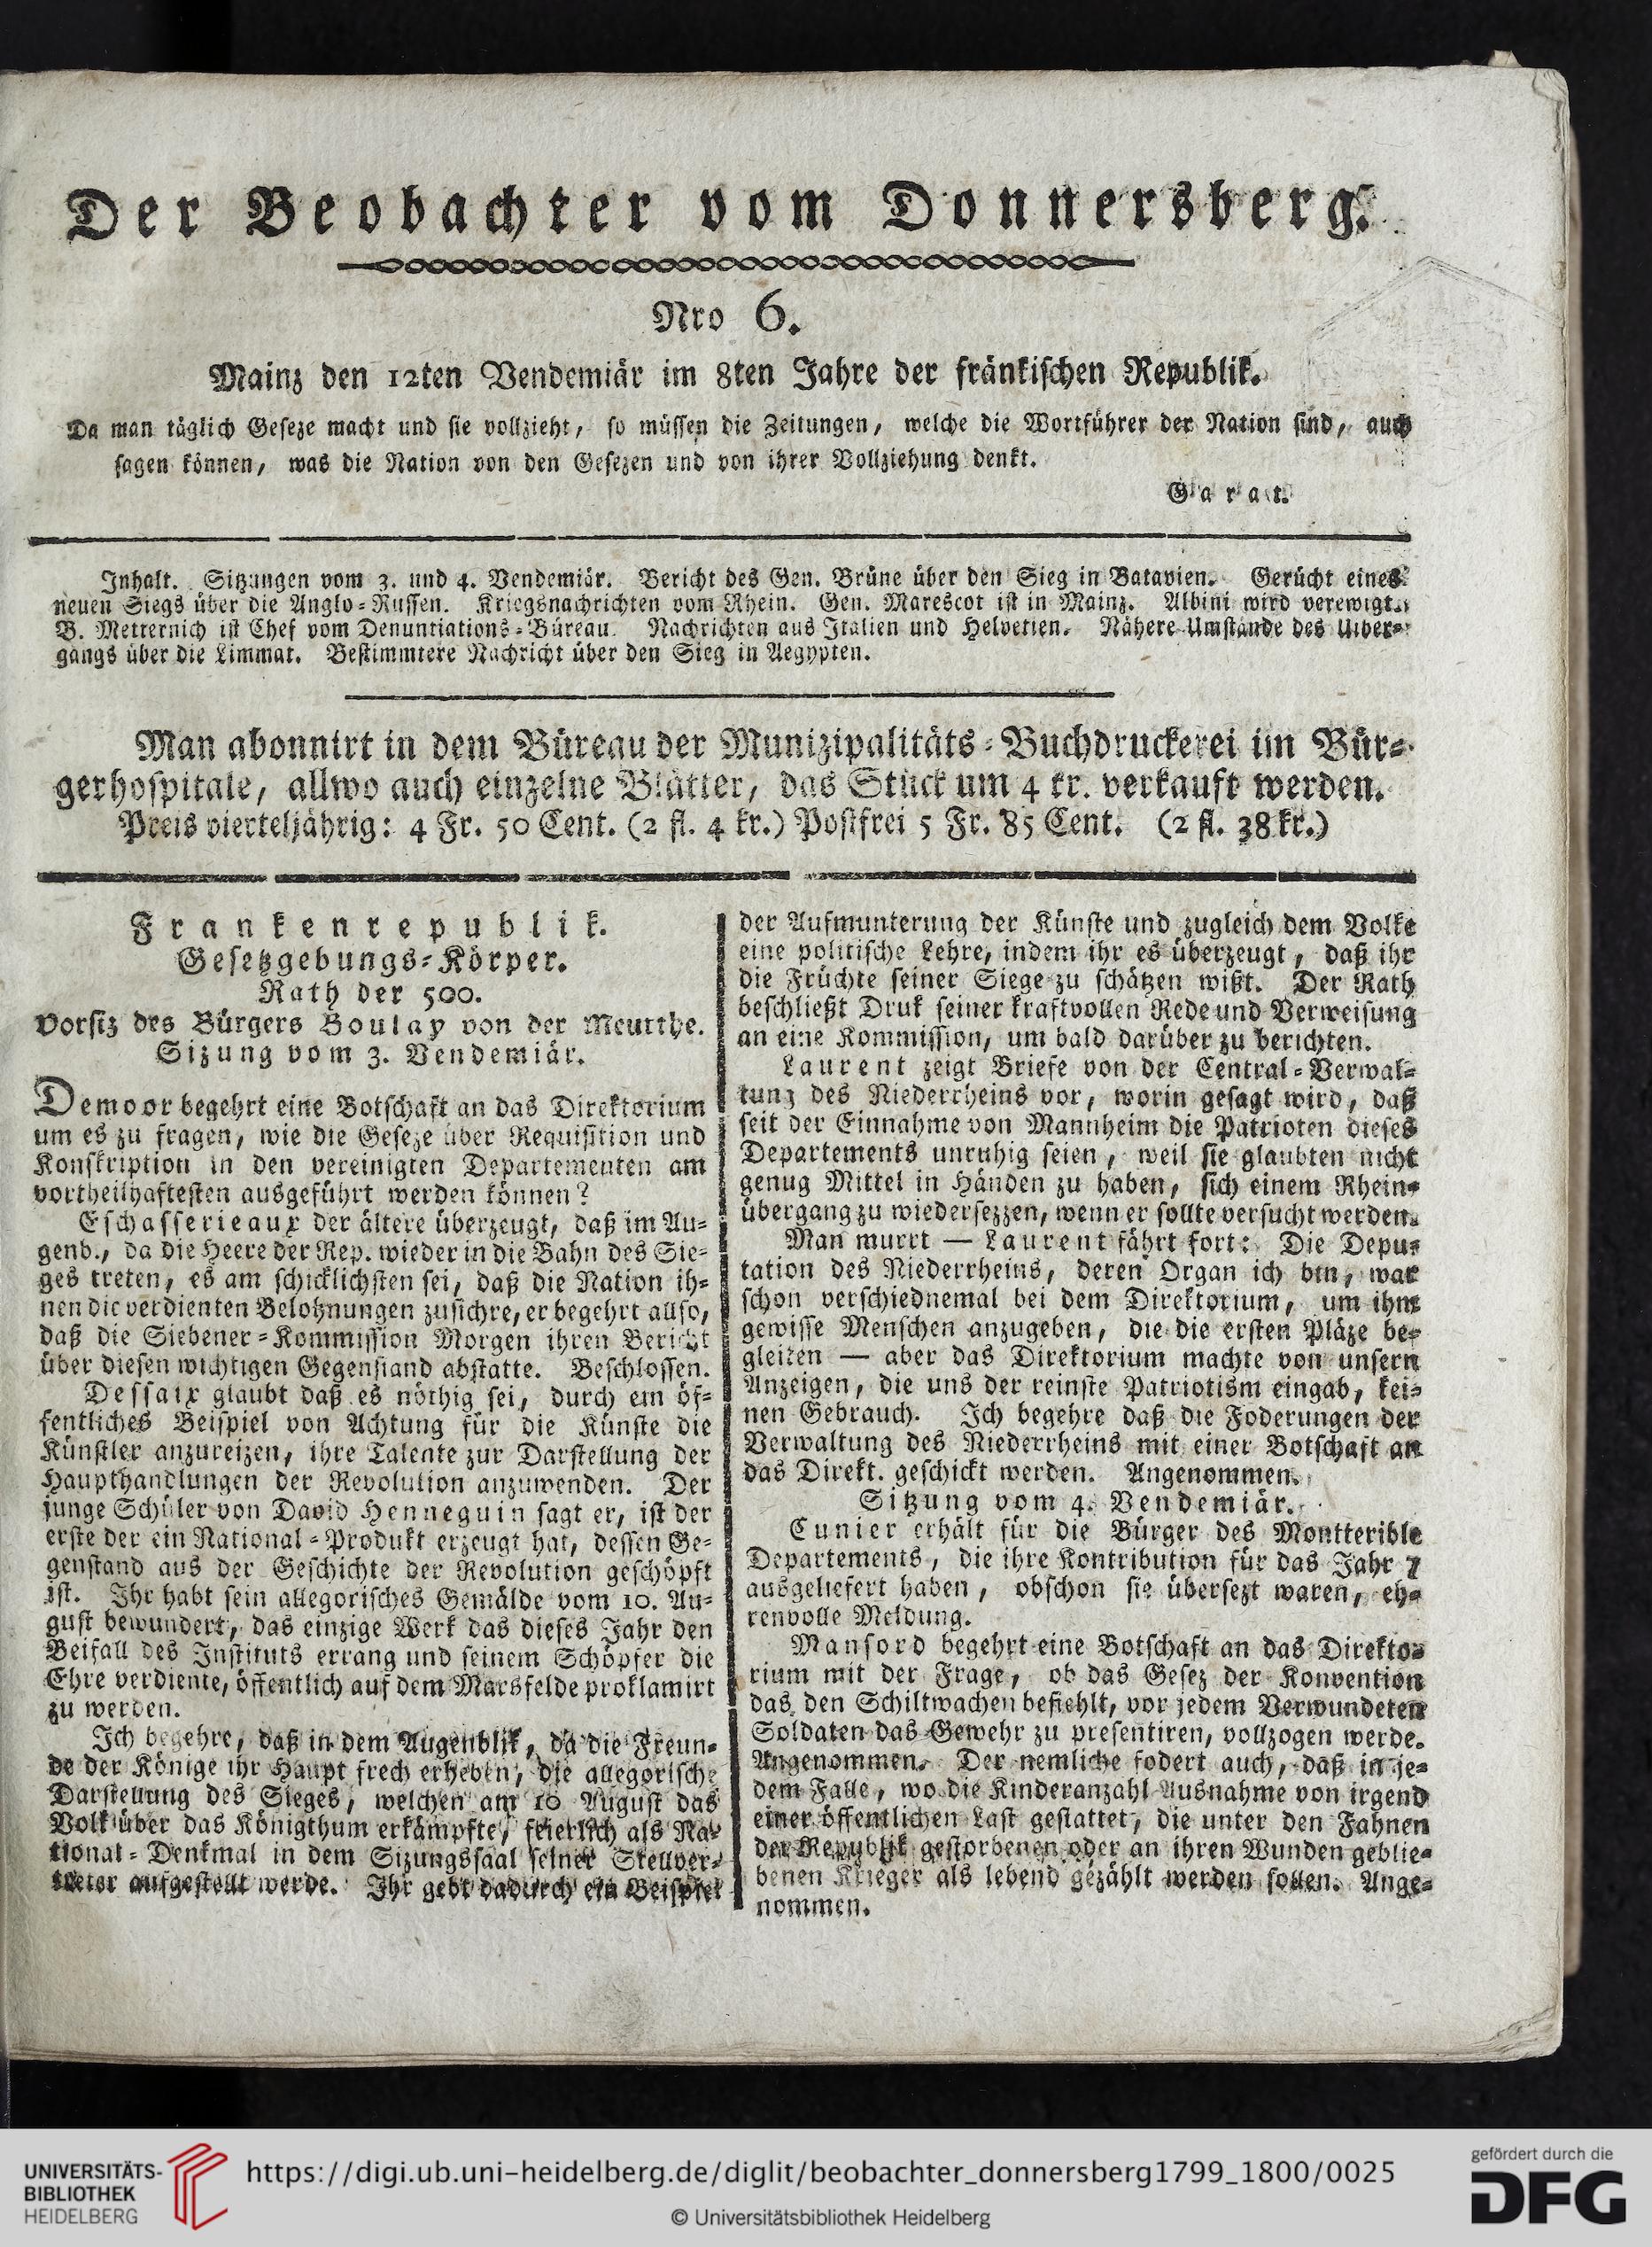 Der Beobachter vom Donnersberg.
Nro 6.
Mainz den 12ten Vendemiär im 8ten Jahre der fränkischen Republik.
Da man täglich Geseze macht und sie vollzieht, so müssen die Zeitungen, welche die Wortführer der Nation sind, auch
sagen können, was die Nation von den Gesezen und von ihrer Vollziehung denkt.
Garat.
Inhalt. Sitzungen vom 3. und 4. Vendemiär. Bericht des Gen. Brüne über den Sieg in Batavien. Gerücht eines
neuen Siegs über die Anglo-Russen. Kriegsnachrichten vom Rhein. Gen. Marescot ist in Mainz. Albini wird verewigt.
B. Metternich ist Chef vom Denuntiations-Büreau. Nachrichten aus Italien und Helvetien. Nähere Umstände des Uiber-
gangs über die Limmat. Bestimmtere Nachricht über den Sieg in Aegypten.
Man abonnirt in dem Büreau der Munizipalitäts-Buchdruckerei im Bür-
gerhospitale, allwo auch einzelne Blätter, das Stück um 4 kr. verkauft werden.
Preis vierteljährig: 4 Fr. 50 Cent. (2 fl. 4 kr.) Postfrei 5 Fr. 85 Cent. (2 fl. 38 kr.)
Frankenrepublik.
Gesetzgebungs-Körper.
Rath der 500.
Vorsiz des Bürgers Boulay von der Meurthe.
Sizung vom 3. Vendemiär.
Demoor begehrt eine Botschaft an das Direktorium
um es zu fragen, wie die Geseze über Requisition und
Konskription in den vereinigten Departementen am
vortheilhaftesten ausgeführt werden können?
Eschasserieaux der ältere überzeugt, daß im Au-
genb., da die Heere der Rep. wieder in die Bahn des Sie-
ges treten, es am schicklichsten sei, daß die Nation ih-
nen die verdienten Belohnungen zusichre, er begehrt allso,
daß die Siebener-Kommission Morgen ihren Bericht
über diesen wichtigen Gegenstand abstatte. Beschlossen.
Dessaix glaubt daß es nöthig sei, durch ein öf-
fentliches Beispiel von Achtung für die Künste die
Künstler anzureizen, ihre Talente zur Darstellung der
Haupthandlungen der Revolution anzuwenden. Der
junge Schüler von David Henneguin sagt er, ist der
erste der ein National-Produkt erzeugt hat, dessen Ge-
genstand aus der Geschichte der Revolution geschöpft
ist. Ihr habt sein allegorisches Gemälde vom 10. Au-
gust bewundert, das einzige Werk das dieses Jahr den
Beifall des Instituts errang und seinem Schöpfer die
Ehre verdiente, öffentlich auf dem Marsfelde proklamirt
zu werden.
Ich begehre, daß in dem Augenblik, da die Freun-
de der Könige ihr Haupt frech erheben, die allegorische
Darstellung des Sieges, welchen am 10 August das
Volk über das Königthum erkämpfte, feierlich als Na-
tional-Denkmal in dem Sizungssaal seiner Stellver-
treter aufgestellt werde. Ihr gebt dadurch ein Beispiel
der Aufmunterung der Künste und zugleich dem Volke
eine politische Lehre, indem ihr es überzeugt, daß ihr
die Früchte seiner Siege zu schätzen wißt. Der Rath
beschließt Druk seiner kraftvollen Rede und Verweisung
an eine Kommission, um bald darüber zu berichten.
Laurent zeigt Briefe von der Central-Verwal-
tung des Niederrheins vor, worin gesagt wird, daß
seit der Einnahme von Mannheim die Patrioten dieses
Departements unruhig seien, weil sie glaubten nicht
genug Mittel in Händen zu haben, sich einem Rhein-
übergang zu wiedersezzen, wenn er sollte versucht werden.
Man murrt — Laurent fährt fort: Die Depu-
tation des Niederrheins, deren Organ ich bin, war
schon verschiednemal bei dem Direktorium, um ihm
gewisse Menschen anzugeben, die die ersten Pläze be-
gleiten — aber das Direktorium machte von unsern
Anzeigen, die uns der reinste Patriotism eingab, kei-
nen Gebrauch. Ich begehre daß die Foderungen der
Verwaltung des Niederrheins mit einer Botschaft an
das Direkt. geschickt werden. Angenommen.
Sitzung vom 4. Vendemiär.
Cunier erhält für die Bürger des Montterible
Departements, die ihre Kontribution für das Jahr 7
ausgeliefert haben, obschon sie übersezt waren, eh-
renvolle Meldung.
Mansord begehrt eine Botschaft an das Direkto-
rium mit der Frage, ob das Gesez der Konvention
das den Schiltwachen befiehlt, vor jedem Verwundeten
Soldaten das Gewehr zu presentiren, vollzogen werde.
Angenommen. Der nemliche fodert auch, daß in je-
dem Falle, wo die Kinderanzahl Ausnahme von irgend
einer öffentlichen Last gestattet, die unter den Fahnen
der Republik gestorbenen oder an ihren Wunden geblie-
benen Krieger als lebend gezählt werden sollen. Ange-
nommen.
UNIVERSITÄTS-
BIBLIOTHEK
HEIDELBERG
https://digi.ub.uni-heidelberg.de/diglit/beobachter_donnersberg1799_1800/0025
© Universitätsbibliothek Heidelberg
gefördert durch die
DFG